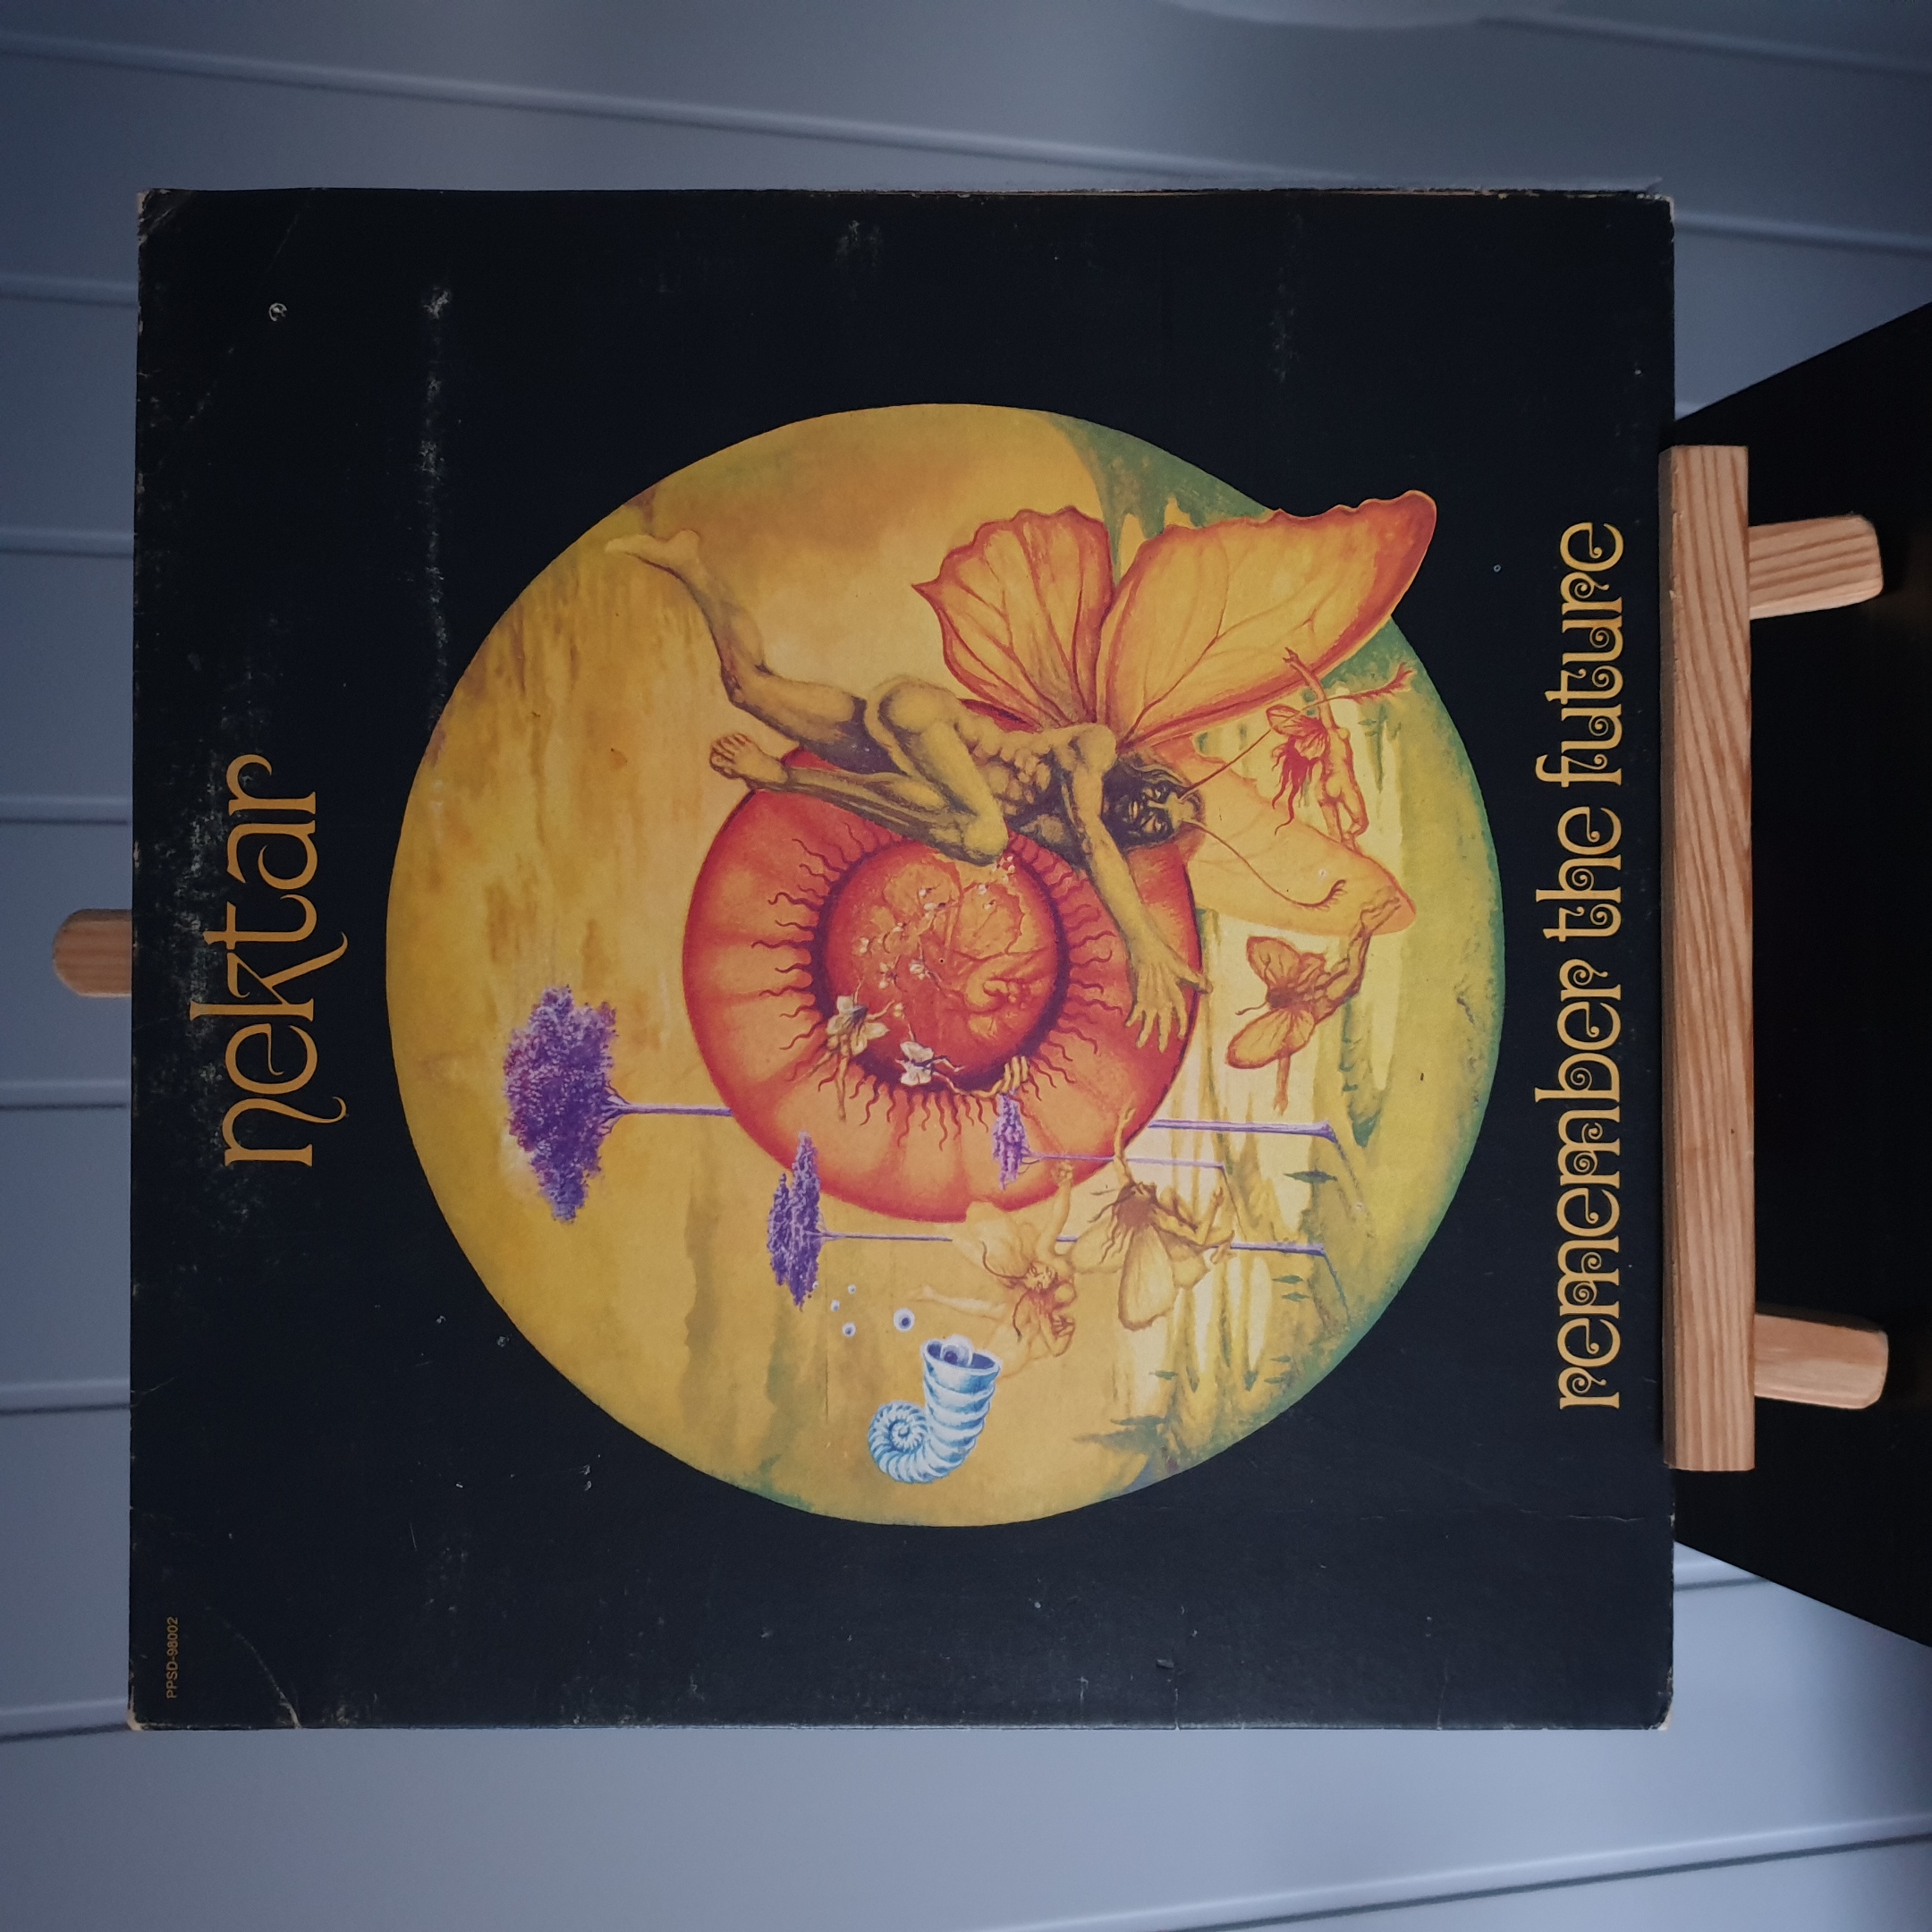 PPSD-98002
nektar
remember the future